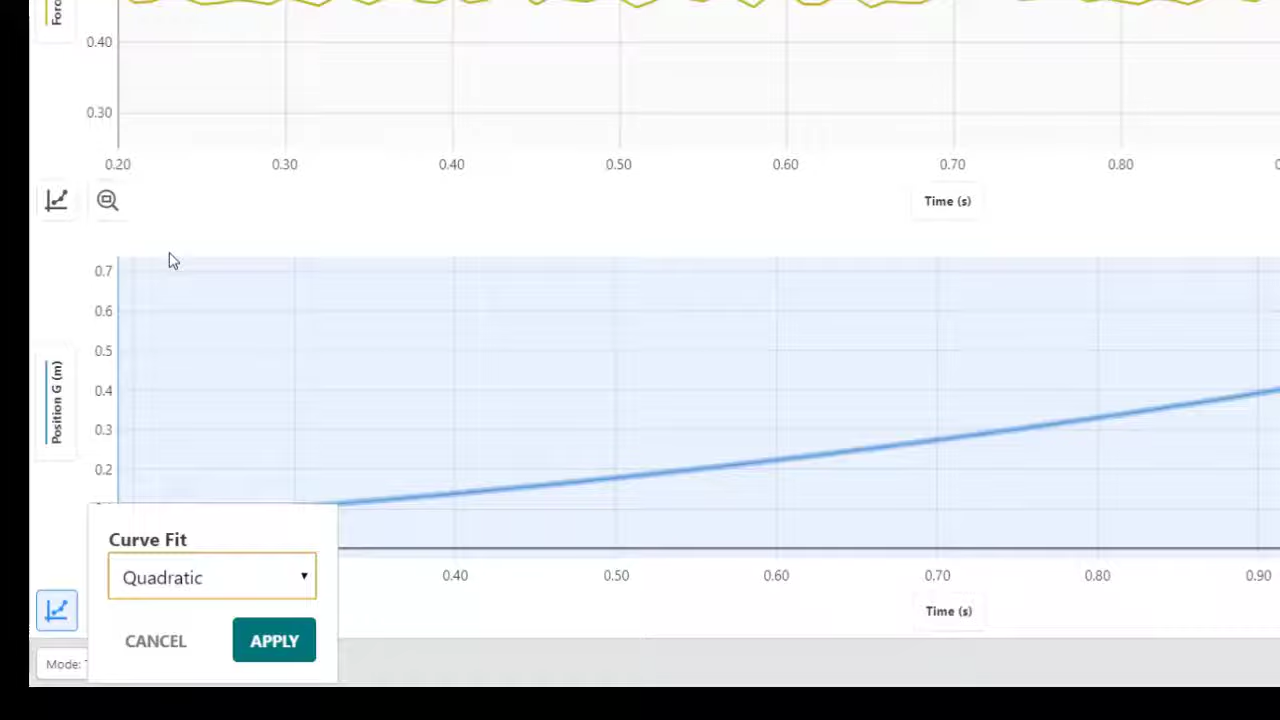 Forc
0.40
0.30
0.20 0.30 0.40 0.50 0.60 0.70 0.80
Time (s)
0.7
0.6
0.5
0.4
0.3
0.2
Position G (m)
0.40 0.50 0.60 0.70 0.80 0.90
Time (s)
Curve Fit
Quadratic
CANCEL APPLY
Mode: